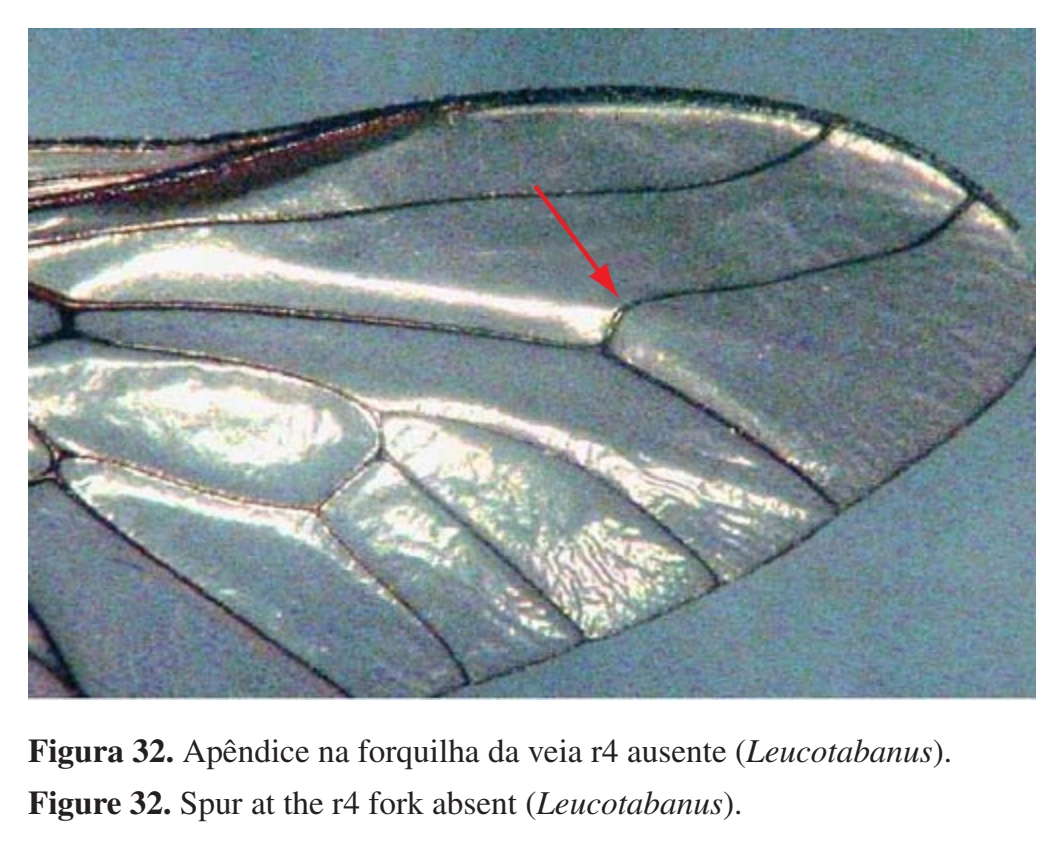 Figura 32. Apêndice na forquilha da veia r4 ausente (Leucotabanus).
Figure 32. Spur at the r4 fork absent (Leucotabanus).